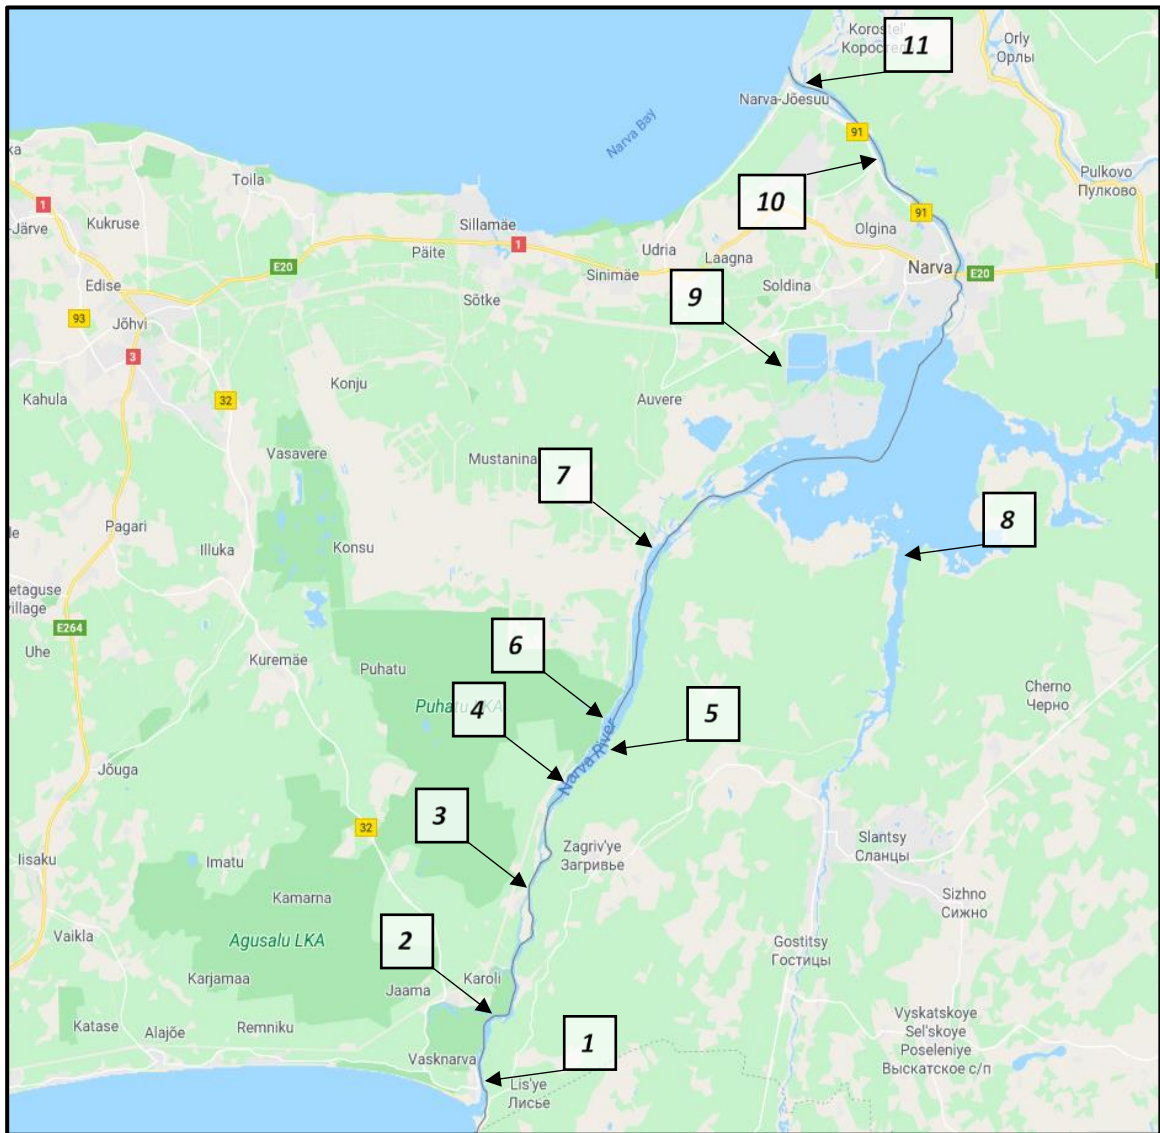 Korostel'
11
Orly
Орлы
Narva-Jõesuu
Narva Bay
91
Pulkovo
Пулково
Toila
10
1
Kukruse
-Järve
Sillamäe
91
Olgina
1
Päite
Udria
Laagna
E20
Narva
E20
Sinimäe
Edise
Soldina
9
Sõtke
93
Jõhvi
3
Konju
Kahula
32
Auvere
Vasavere
Mustanina
7
8
Pagari
Illuka
Konsu
E264
Uhe
6
Kuremäe
Puhatu
Cherno
Черно
4
5
Narva River
Jõuga
3
32
Slantsy
Сланцы
Zagriv'ye
Загривье
Iisaku
Imatu
Kamarna
Sizhno
Сижно
2
Vaikla
Agusalu LKA
Gostitsy
Гостицы
Karjamaa
Karoli
Jaama
Katase
Alajõe
Remniku
1
Vyskatskoye
Sel'skoye
Poseleniye
Выскатское с/п
Vasknarva
Lis'ye
Лисье